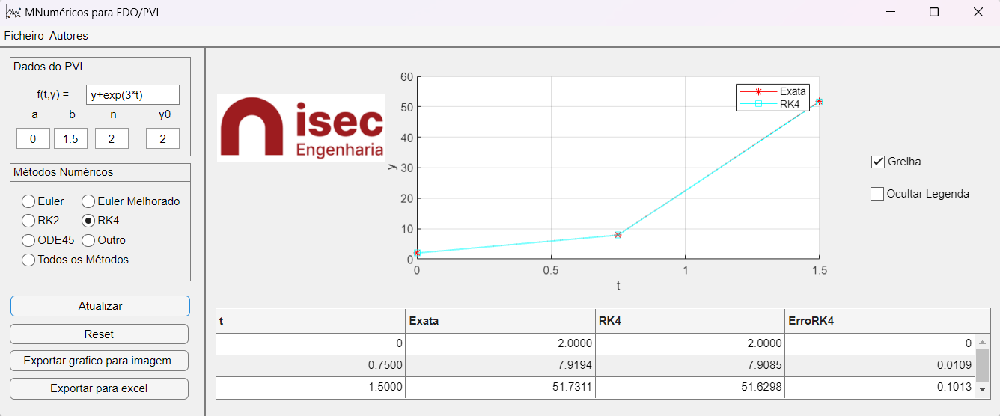 MNuméricos para EDO/PVI
Ficheiro Autores
Dados do PVI
f(t,y) = y+exp(3*t)
a b n y0
0 1.5 2 2
Métodos Numéricos
Euler Euler Melhorado
RK2 RK4
ODE45 Outro
Todos os Métodos
Atualizar
Reset
Exportar grafico para imagem
Exportar para excel
isec
Engenharia
60
50
40
30
20
10
0
y
0 0.5 1 1.5
t
Exata
RK4
Grelha
Ocultar Legenda
t Exata RK4 ErroRK4
0 2.0000 2.0000 0
0.7500 7.9194 7.9085 0.0109
1.5000 51.7311 51.6298 0.1013